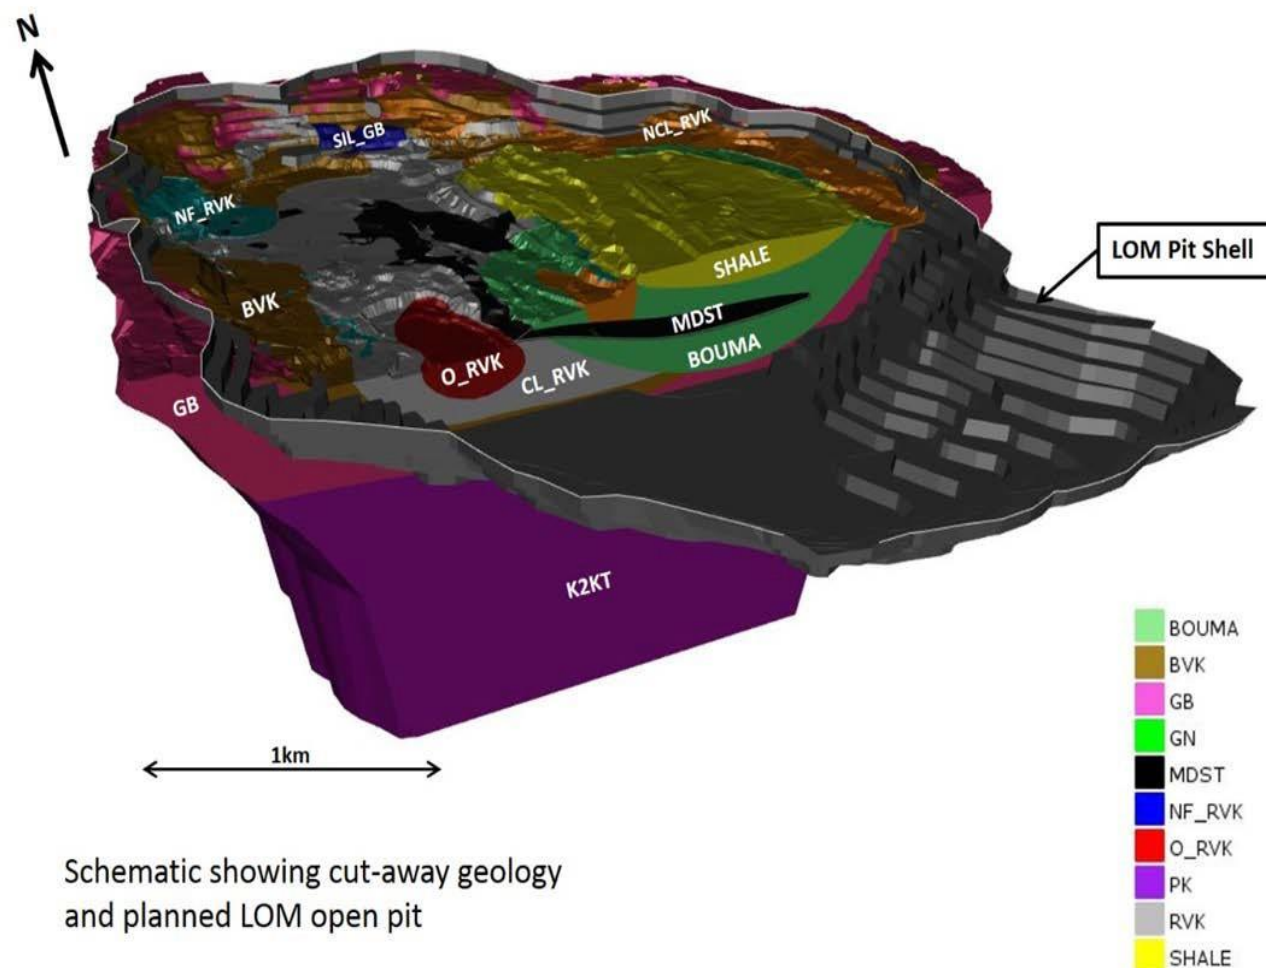 N
SIL_GB
NCL_RVK
NF_RVK
LOM Pit Shell
SHALE
BVK
MDST
BOUMA
O_RVK
CL_RVK
GB
K2KT
1km
BOUMA
BVK
GB
GN
MDST
NF_RVK
O_RVK
PK
RVK
SHALE
Schematic showing cut-away geology
and planned LOM open pit